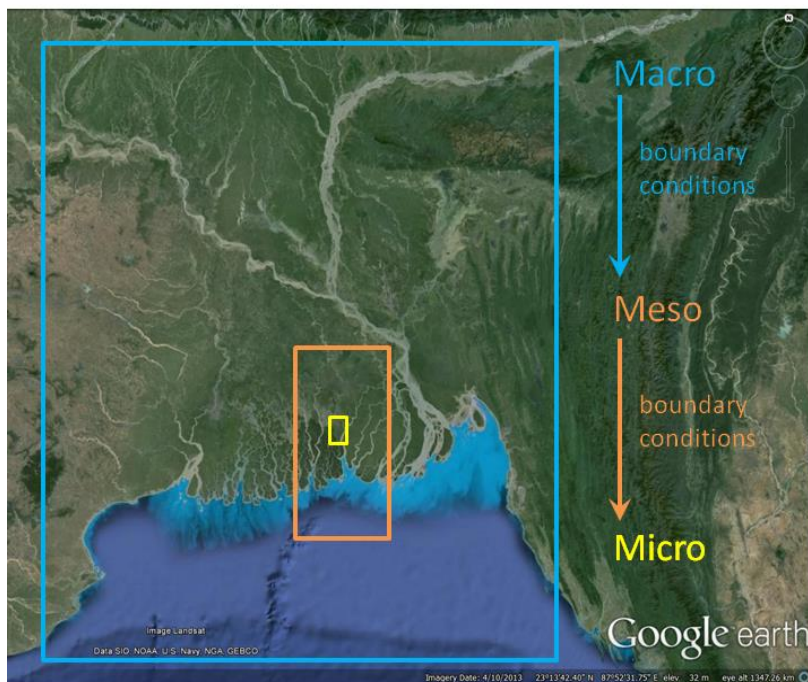 N
Macro
boundary
conditions
Meso
boundary
conditions
Micro
Image Landsat
Data SIO, NOAA, U.S. Navy, NGA, GEBCO
Google earth
Imagery Date: 4/10/2013 23°13'42.40" N 87°52'31.75" E elev 32 m eye alt 1347.26 km